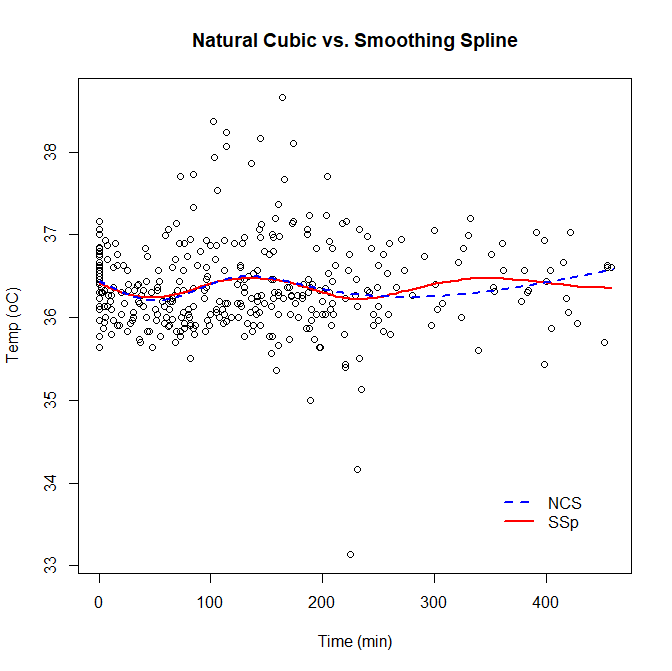 Natural Cubic vs. Smoothing Spline
38
37
36
35
34
33
Temp (oC)
NCS
SSp
0 100 200 300 400
Time (min)